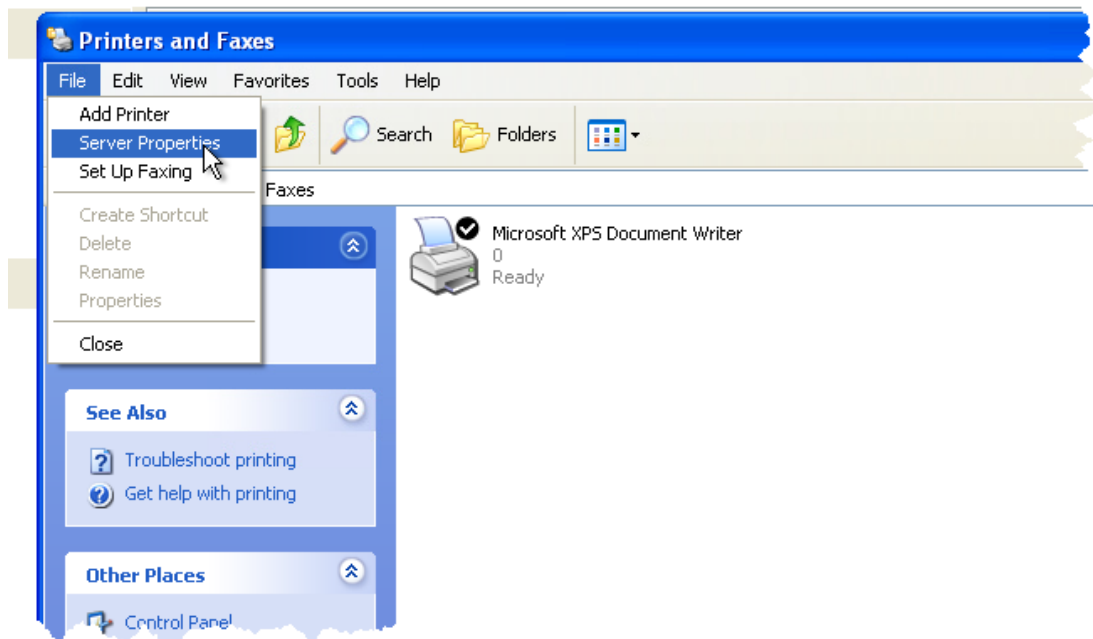 Printers and Faxes
File Edit View Favorites Tools Help
Add Printer
Server Properties
Set Up Faxing
Create Shortcut
Delete
Rename
Properties
Close
Search Folders
Faxes
Microsoft XPS Document Writer
0
Ready
See Also
Troubleshoot printing
Get help with printing
Other Places
Control Panel